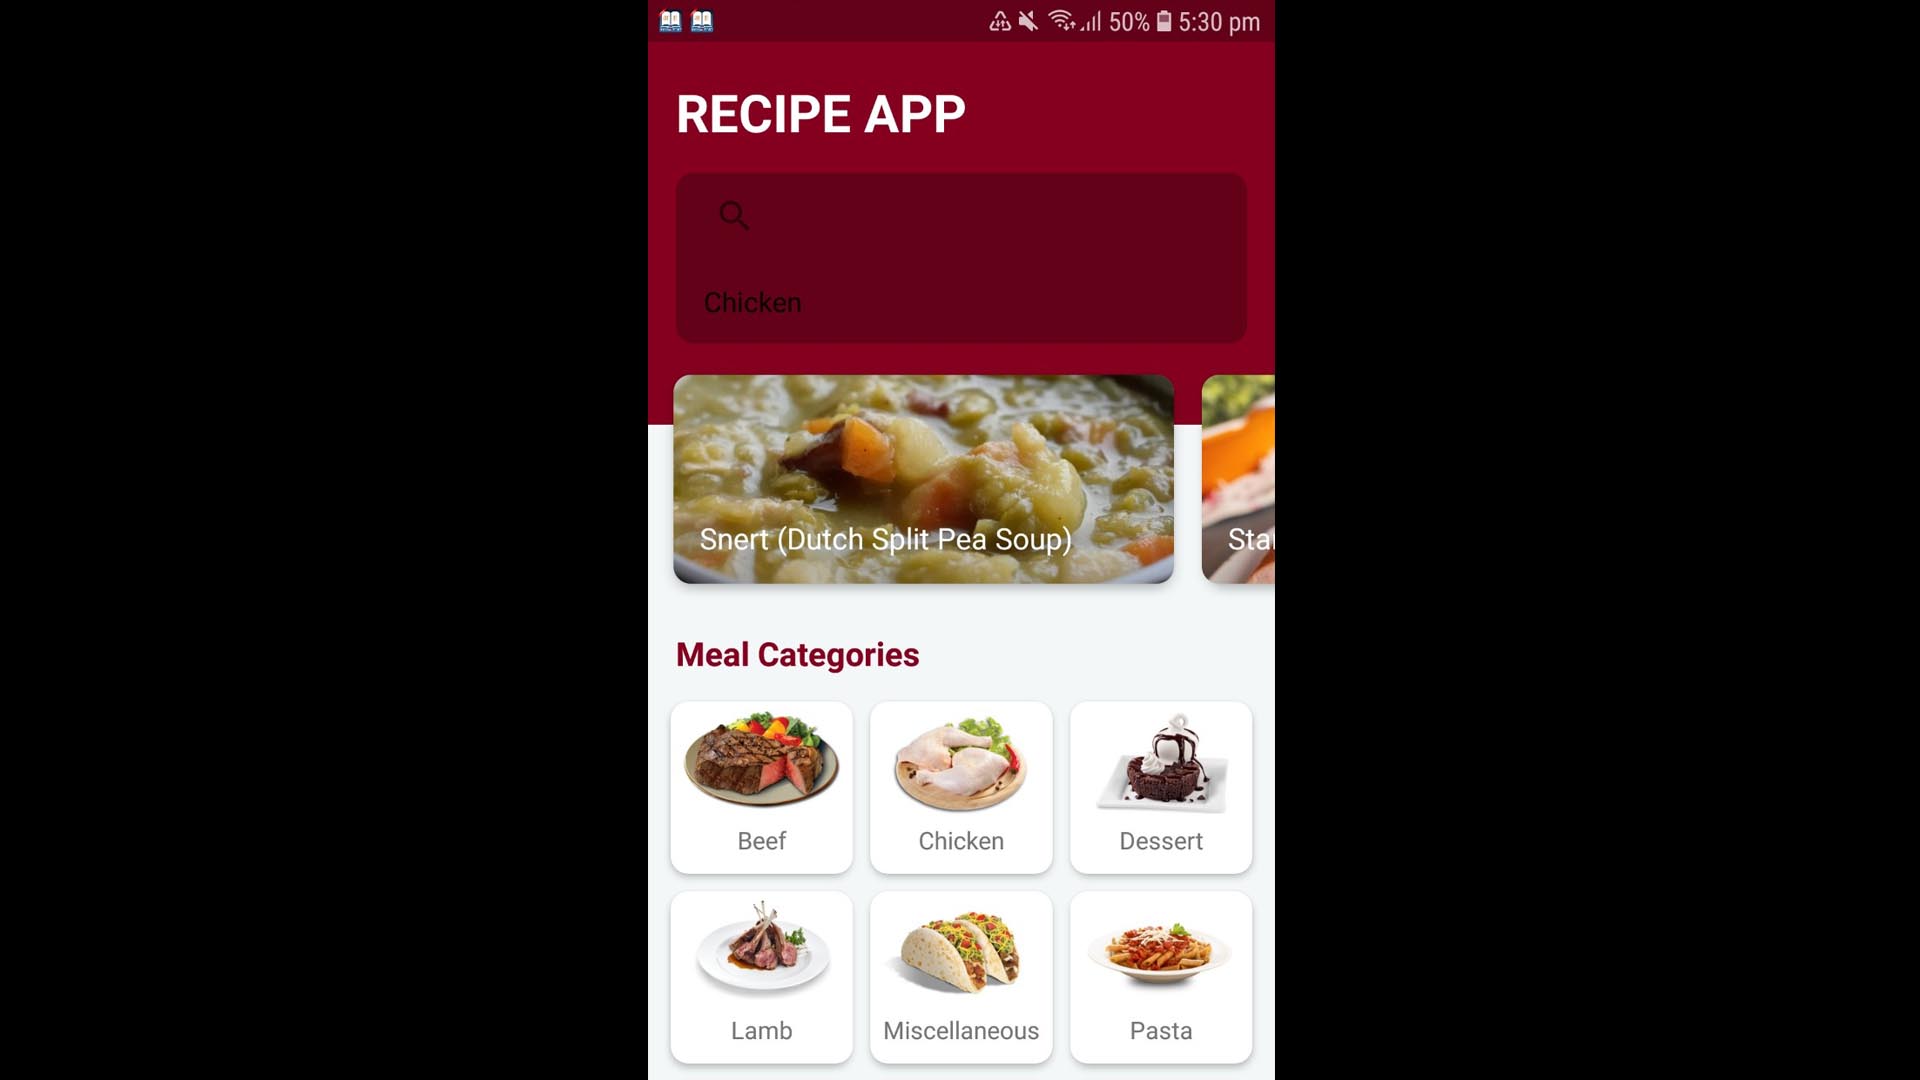 50% 5:30 pm
RECIPE APP
Chicken
Snert (Dutch Split Pea Soup)
Meal Categories
Beef Chicken Dessert
Lamb Miscellaneous Pasta